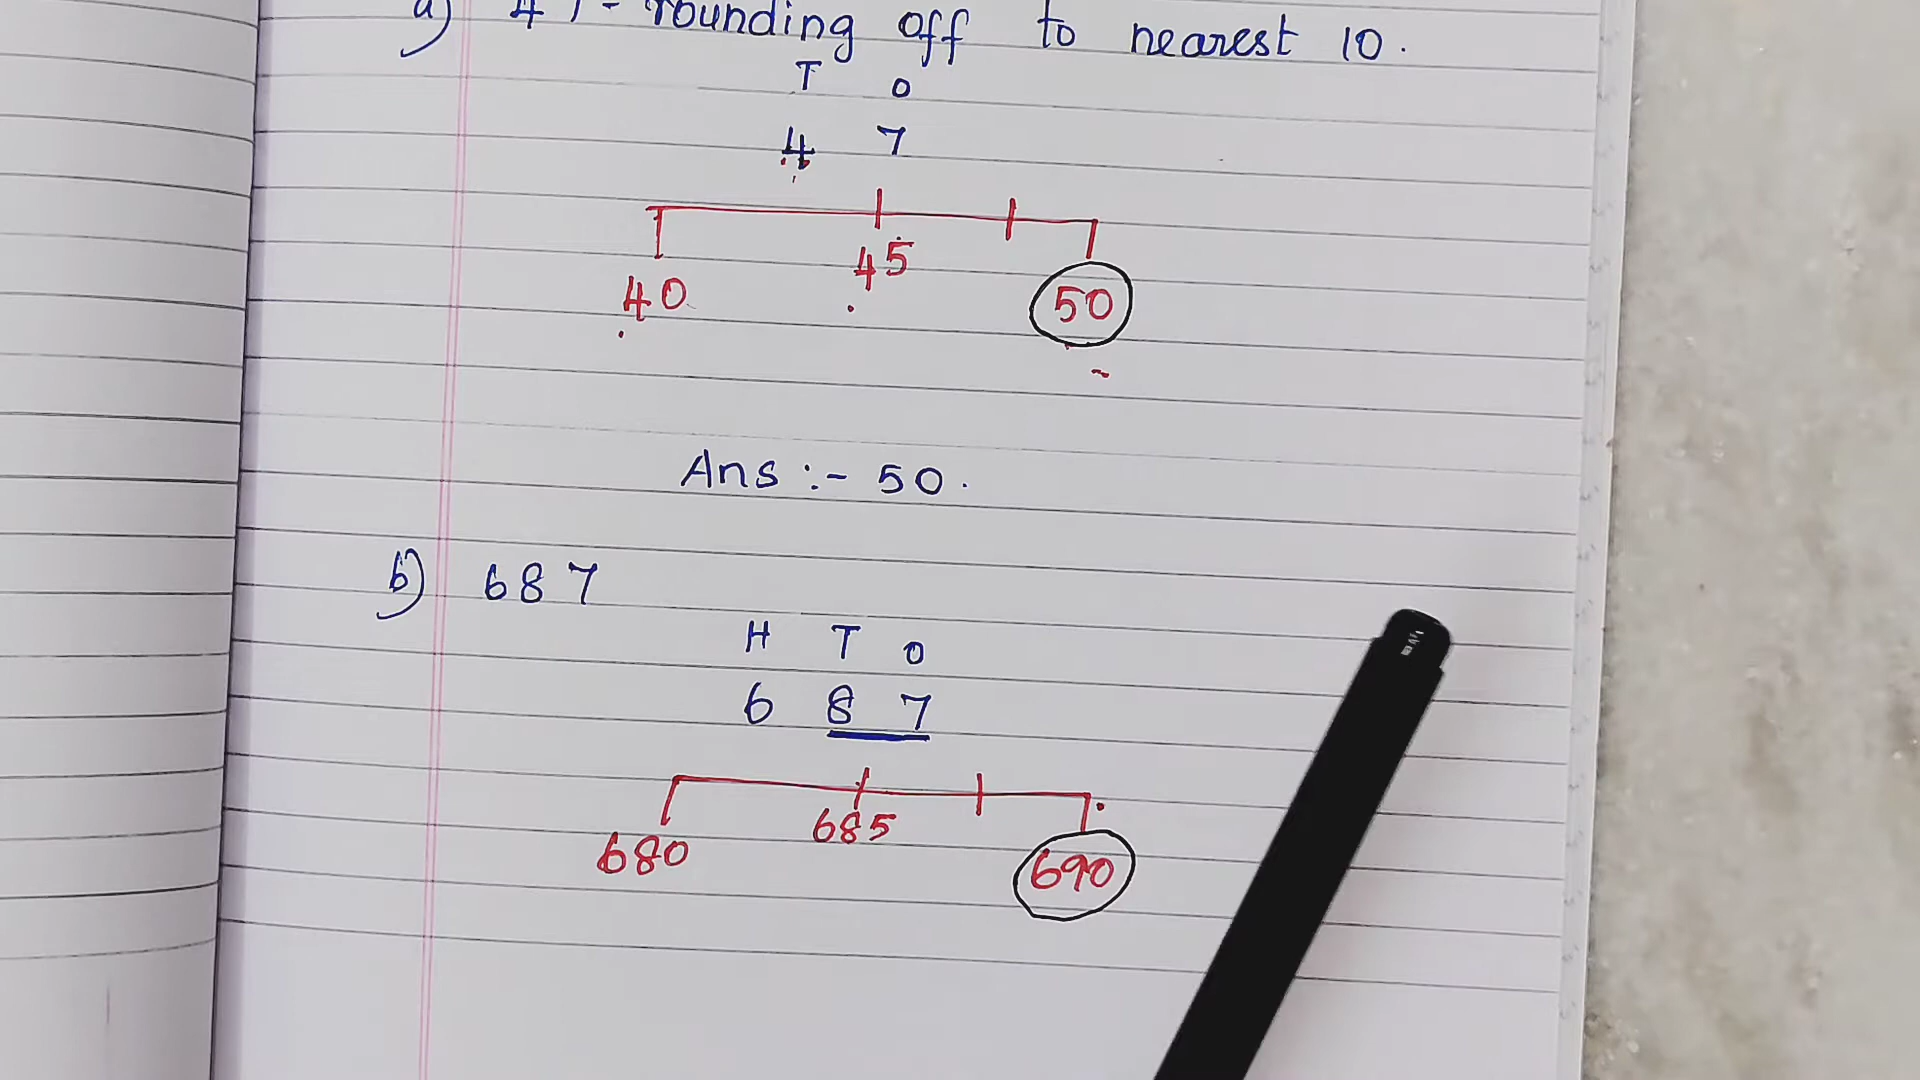 a) 47 - rounding off to nearest 10.
T O
4 7
40 45 50
Ans :- 50.
b) 687
H T O
6 8 7
680 685 690